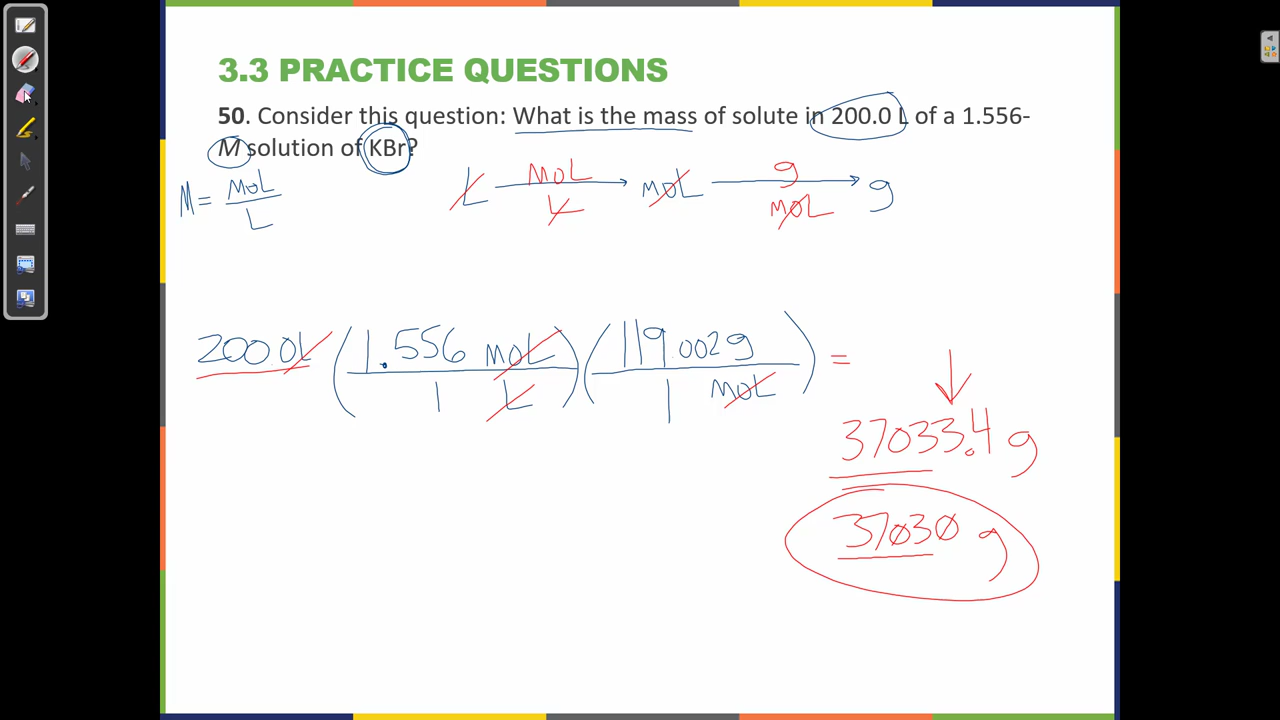 3.3 PRACTICE QUESTIONS
50. Consider this question: What is the mass of solute in 200.0 L of a 1.556-
M solution of KBr?
M = MOL / L
L MOL / L MOL g / MOL g
200 0L (1.556 MOL / 1 L) (119.002g / 1 MOL) =
37033.4 g
37030 g